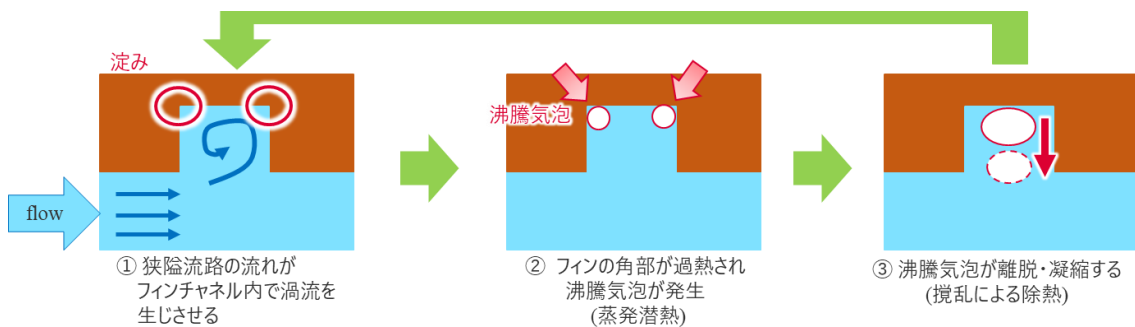 淀み
flow
① 狭隘流路の流れが
フィンチャネル内で渦流を
生じさせる
沸騰気泡
② フィンの角部が過熱され
沸騰気泡が発生
(蒸発潜熱)
③ 沸騰気泡が離脱・凝縮する
(撹乱による除熱)